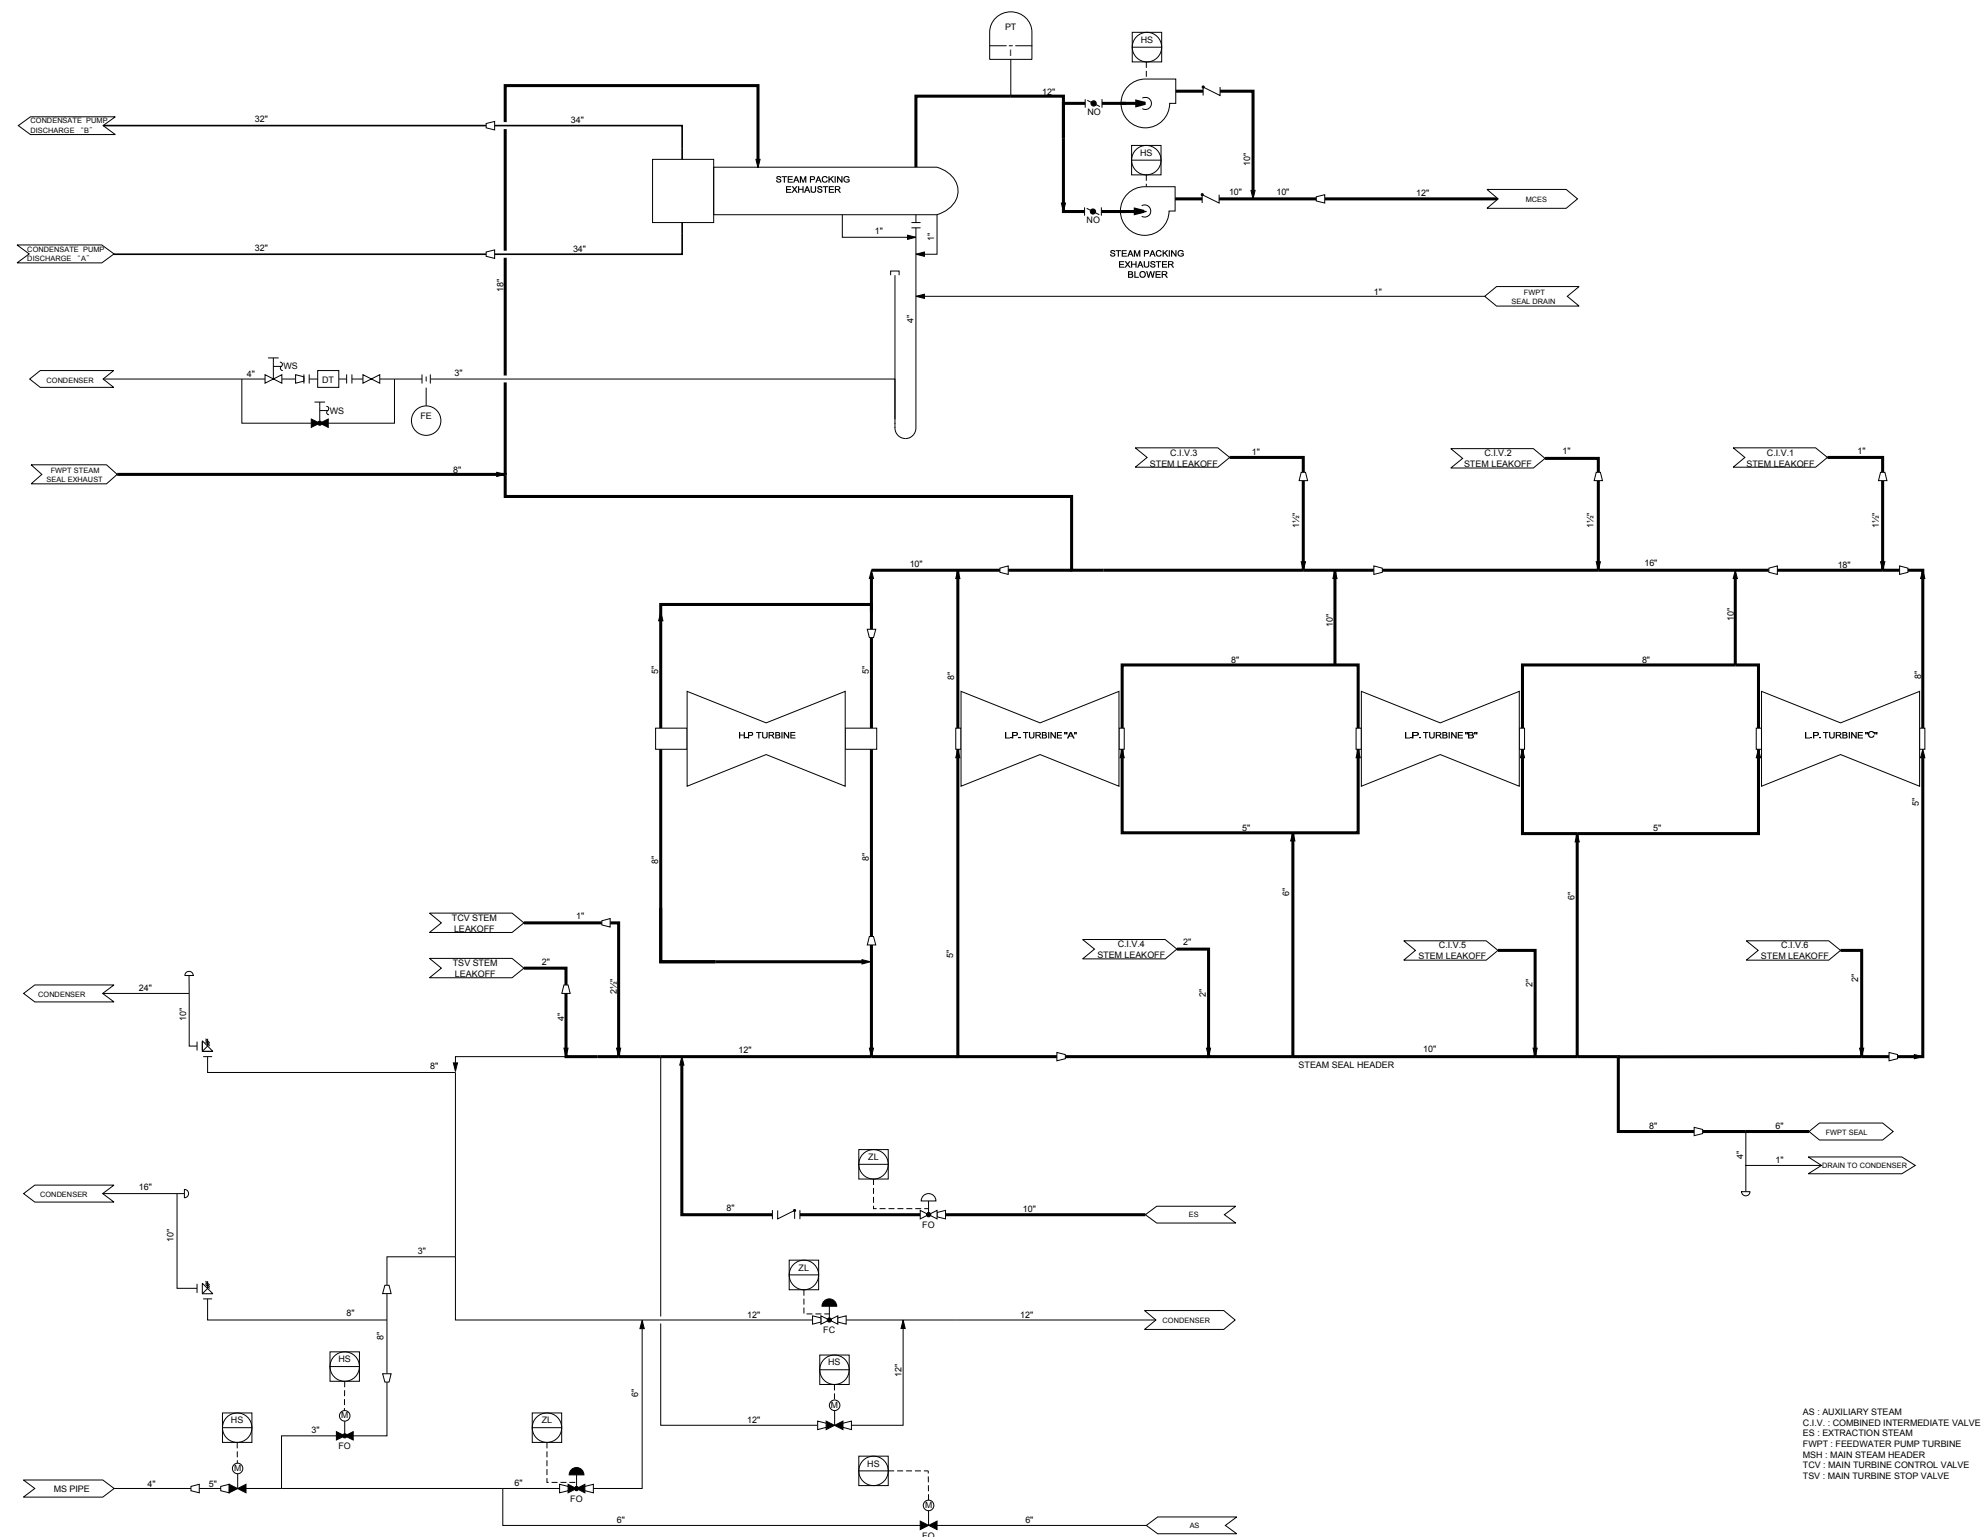 PT
HS
12"
NO
CONDENSATE PUMP
DISCHARGE "B"
32"
34"
STEAM PACKING
EXHAUSTER
HS
10"
NO
10"
10"
12"
MCES
CONDENSATE PUMP
DISCHARGE "A"
32"
34"
1"
1"
STEAM PACKING
EXHAUSTER
BLOWER
18"
4"
1"
FWPT
SEAL DRAIN
CONDENSER
4"
WS
DT
3"
WS
FE
FWPT STEAM
SEAL EXHAUST
8"
C.I.V.3
STEM LEAKOFF
1"
C.I.V.2
STEM LEAKOFF
1"
C.I.V.1
STEM LEAKOFF
1"
1½"
1½"
1½"
10"
16"
18"
10"
10"
5"
5"
8"
8"
8"
8"
H.P TURBINE
L.P. TURBINE "A"
L.P. TURBINE "B"
L.P. TURBINE "C"
5"
5"
5"
8"
8"
6"
6"
5"
TCV STEM
LEAKOFF
1"
TSV STEM
LEAKOFF
2"
2½"
4"
C.I.V.4
STEM LEAKOFF
2"
2"
C.I.V.5
STEM LEAKOFF
2"
C.I.V.6
STEM LEAKOFF
2"
CONDENSER
24"
10"
8"
12"
10"
STEAM SEAL HEADER
8"
6"
FWPT SEAL
4"
1"
DRAIN TO CONDENSER
ZL
8"
FO
10"
ES
CONDENSER
16"
10"
3"
8"
8"
ZL
12"
FC
12"
CONDENSER
HS
M
12"
12"
6"
HS
M
3"
FO
HS
M
MS PIPE
4"
5"
ZL
6"
FO
HS
M
6"
FO
6"
AS
AS : AUXILIARY STEAM
C.I.V. : COMBINED INTERMEDIATE VALVE
ES : EXTRACTION STEAM
FWPT : FEEDWATER PUMP TURBINE
MSH : MAIN STEAM HEADER
TCV : MAIN TURBINE CONTROL VALVE
TSV : MAIN TURBINE STOP VALVE